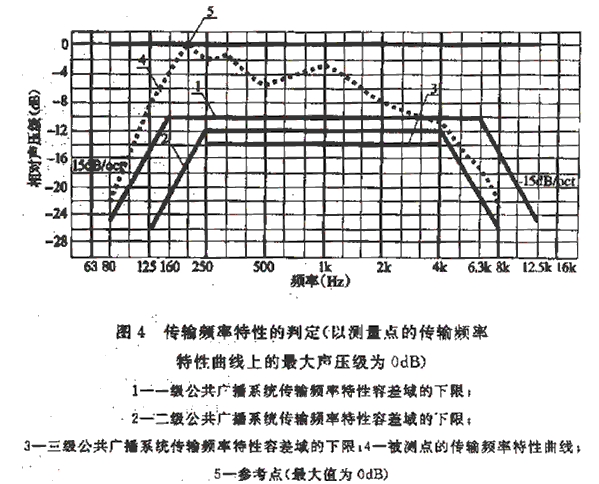 5
0
-4
-8
-12
-16
-20
-24
-28
相对声压级(dB)
4
1
3
2
15dB/oct
-15dB/oct
63 80 125 160 250 500 1k 2k 4k 6.3k 8k 12.5k 16k
频率(Hz)
图 4 传输频率特性的判定(以测量点的传输频率
特性曲线上的最大声压级为 0dB)
1—一级公共广播系统传输频率特性容差域的下限;
2—二级公共广播系统传输频率特性容差域的下限;
3—三级公共广播系统传输频率特性容差域的下限;4—被测点的传输频率特性曲线;
5—参考点(最大值为 0dB)